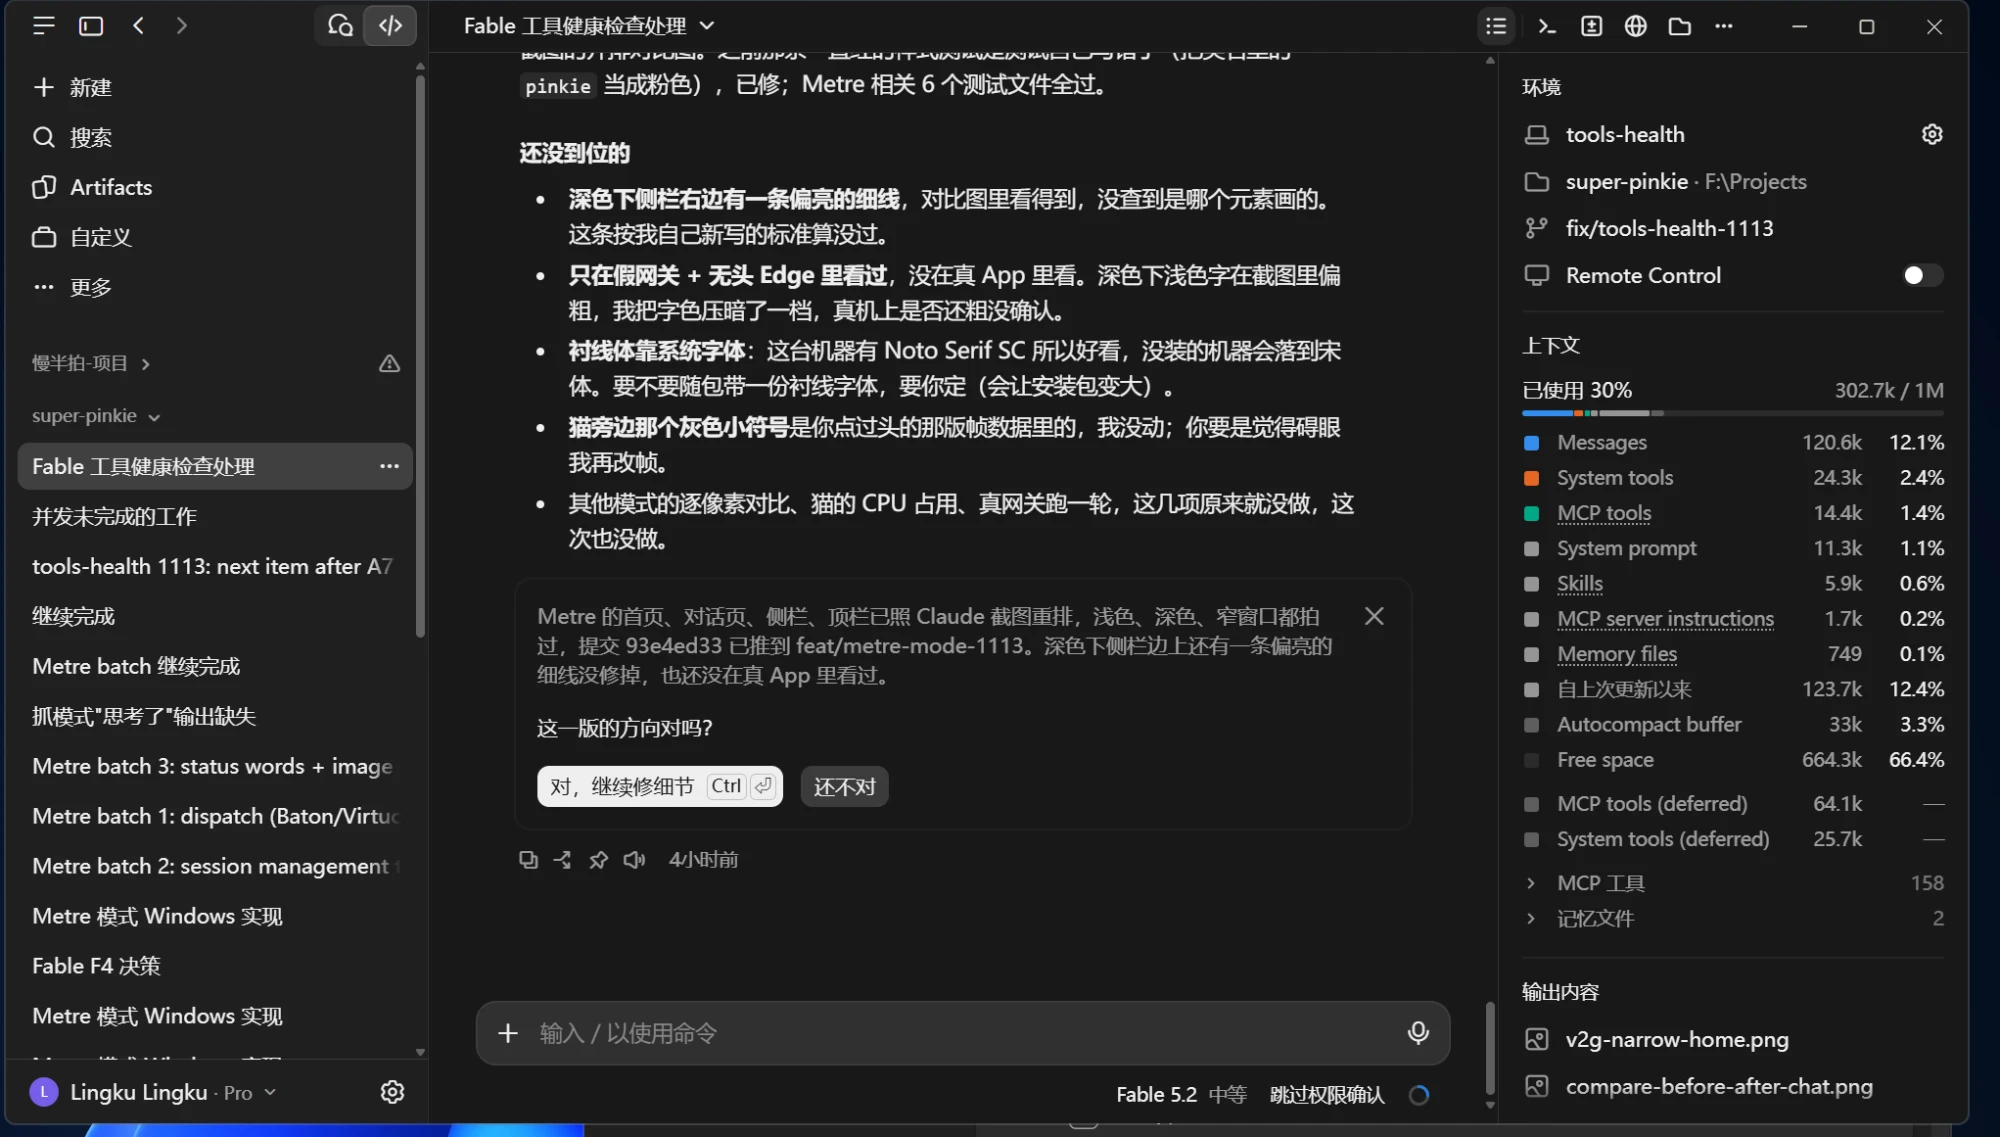 Fable 工具健康检查处理
新建
搜索
Artifacts
自定义
更多
慢半拍-项目
super-pinkie
Fable 工具健康检查处理
并发未完成的工作
tools-health 1113: next item after A7
继续完成
Metre batch 继续完成
抓模式"思考了"输出缺失
Metre batch 3: status words + image
Metre batch 1: dispatch (Baton/Virtuo
Metre batch 2: session management
Metre 模式 Windows 实现
Fable F4 决策
Metre 模式 Windows 实现
L Lingku Lingku · Pro
pinkie 当成粉色），已修；Metre 相关 6 个测试文件全过。
还没到位的
• 深色下侧栏右边有一条偏亮的细线，对比图里看得到，没查到是哪个元素画的。
这条按我自己新写的标准算没过。
• 只在假网关 + 无头 Edge 里看过，没在真 App 里看。深色下浅色字在截图里偏
粗，我把字色压暗了一档，真机上是否还粗没确认。
• 衬线体靠系统字体：这台机器有 Noto Serif SC 所以好看，没装的机器会落到宋
体。要不要随包带一份衬线字体，要你定（会让安装包变大）。
• 猫旁边那个灰色小符号是你点过头的那版帧数据里的，我没动；你要是觉得碍眼
我再改帧。
• 其他模式的逐像素对比、猫的 CPU 占用、真网关跑一轮，这几项原来就没做，这
次也没做。
Metre 的首页、对话页、侧栏、顶栏已照 Claude 截图重排，浅色、深色、窄窗口都拍
过，提交 93e4ed33 已推到 feat/metre-mode-1113。深色下侧栏边上还有一条偏亮的
细线没修掉，也还没在真 App 里看过。
这一版的方向对吗？
对，继续修细节 Ctrl ⏎ 还不对
4小时前
输入 / 以使用命令
Fable 5.2 中等 跳过权限确认
环境
tools-health
super-pinkie · F:\Projects
fix/tools-health-1113
Remote Control
上下文
已使用 30% 302.7k / 1M
Messages 120.6k 12.1%
System tools 24.3k 2.4%
MCP tools 14.4k 1.4%
System prompt 11.3k 1.1%
Skills 5.9k 0.6%
MCP server instructions 1.7k 0.2%
Memory files 749 0.1%
自上次更新以来 123.7k 12.4%
Autocompact buffer 33k 3.3%
Free space 664.3k 66.4%
MCP tools (deferred) 64.1k —
System tools (deferred) 25.7k —
MCP 工具 158
记忆文件 2
输出内容
v2g-narrow-home.png
compare-before-after-chat.png